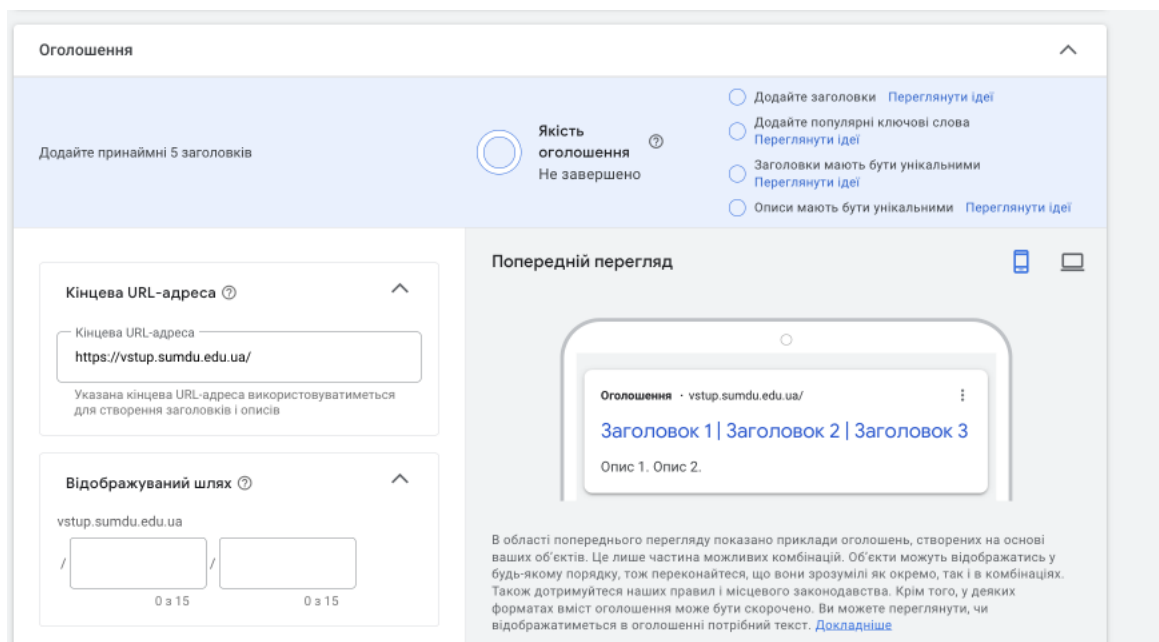 Оголошення
Додайте принаймні 5 заголовків
Якість
оголошення
Не завершено
Додайте заголовки Переглянути ідеї
Додайте популярні ключові слова
Переглянути ідеї
Заголовки мають бути унікальними
Переглянути ідеї
Описи мають бути унікальними Переглянути ідеї
Кінцева URL-адреса
Кінцева URL-адреса
https://vstup.sumdu.edu.ua/
Указана кінцева URL-адреса використовуватиметься
для створення заголовків і описів
Відображуваний шлях
vstup.sumdu.edu.ua
/ /
0 з 15 0 з 15
Попередній перегляд
Оголошення · vstup.sumdu.edu.ua/
Заголовок 1 | Заголовок 2 | Заголовок 3
Опис 1. Опис 2.
В області попереднього перегляду показано приклади оголошень, створених на основі
ваших об’єктів. Це лише частина можливих комбінацій. Об’єкти можуть відображатись у
будь-якому порядку, тож переконайтеся, що вони зрозумілі як окремо, так і в комбінаціях.
Також дотримуйтеся наших правил і місцевого законодавства. Крім того, у деяких
форматах вміст оголошення може бути скорочено. Ви можете переглянути, чи
відображатиметься в оголошенні потрібний текст. Докладніше